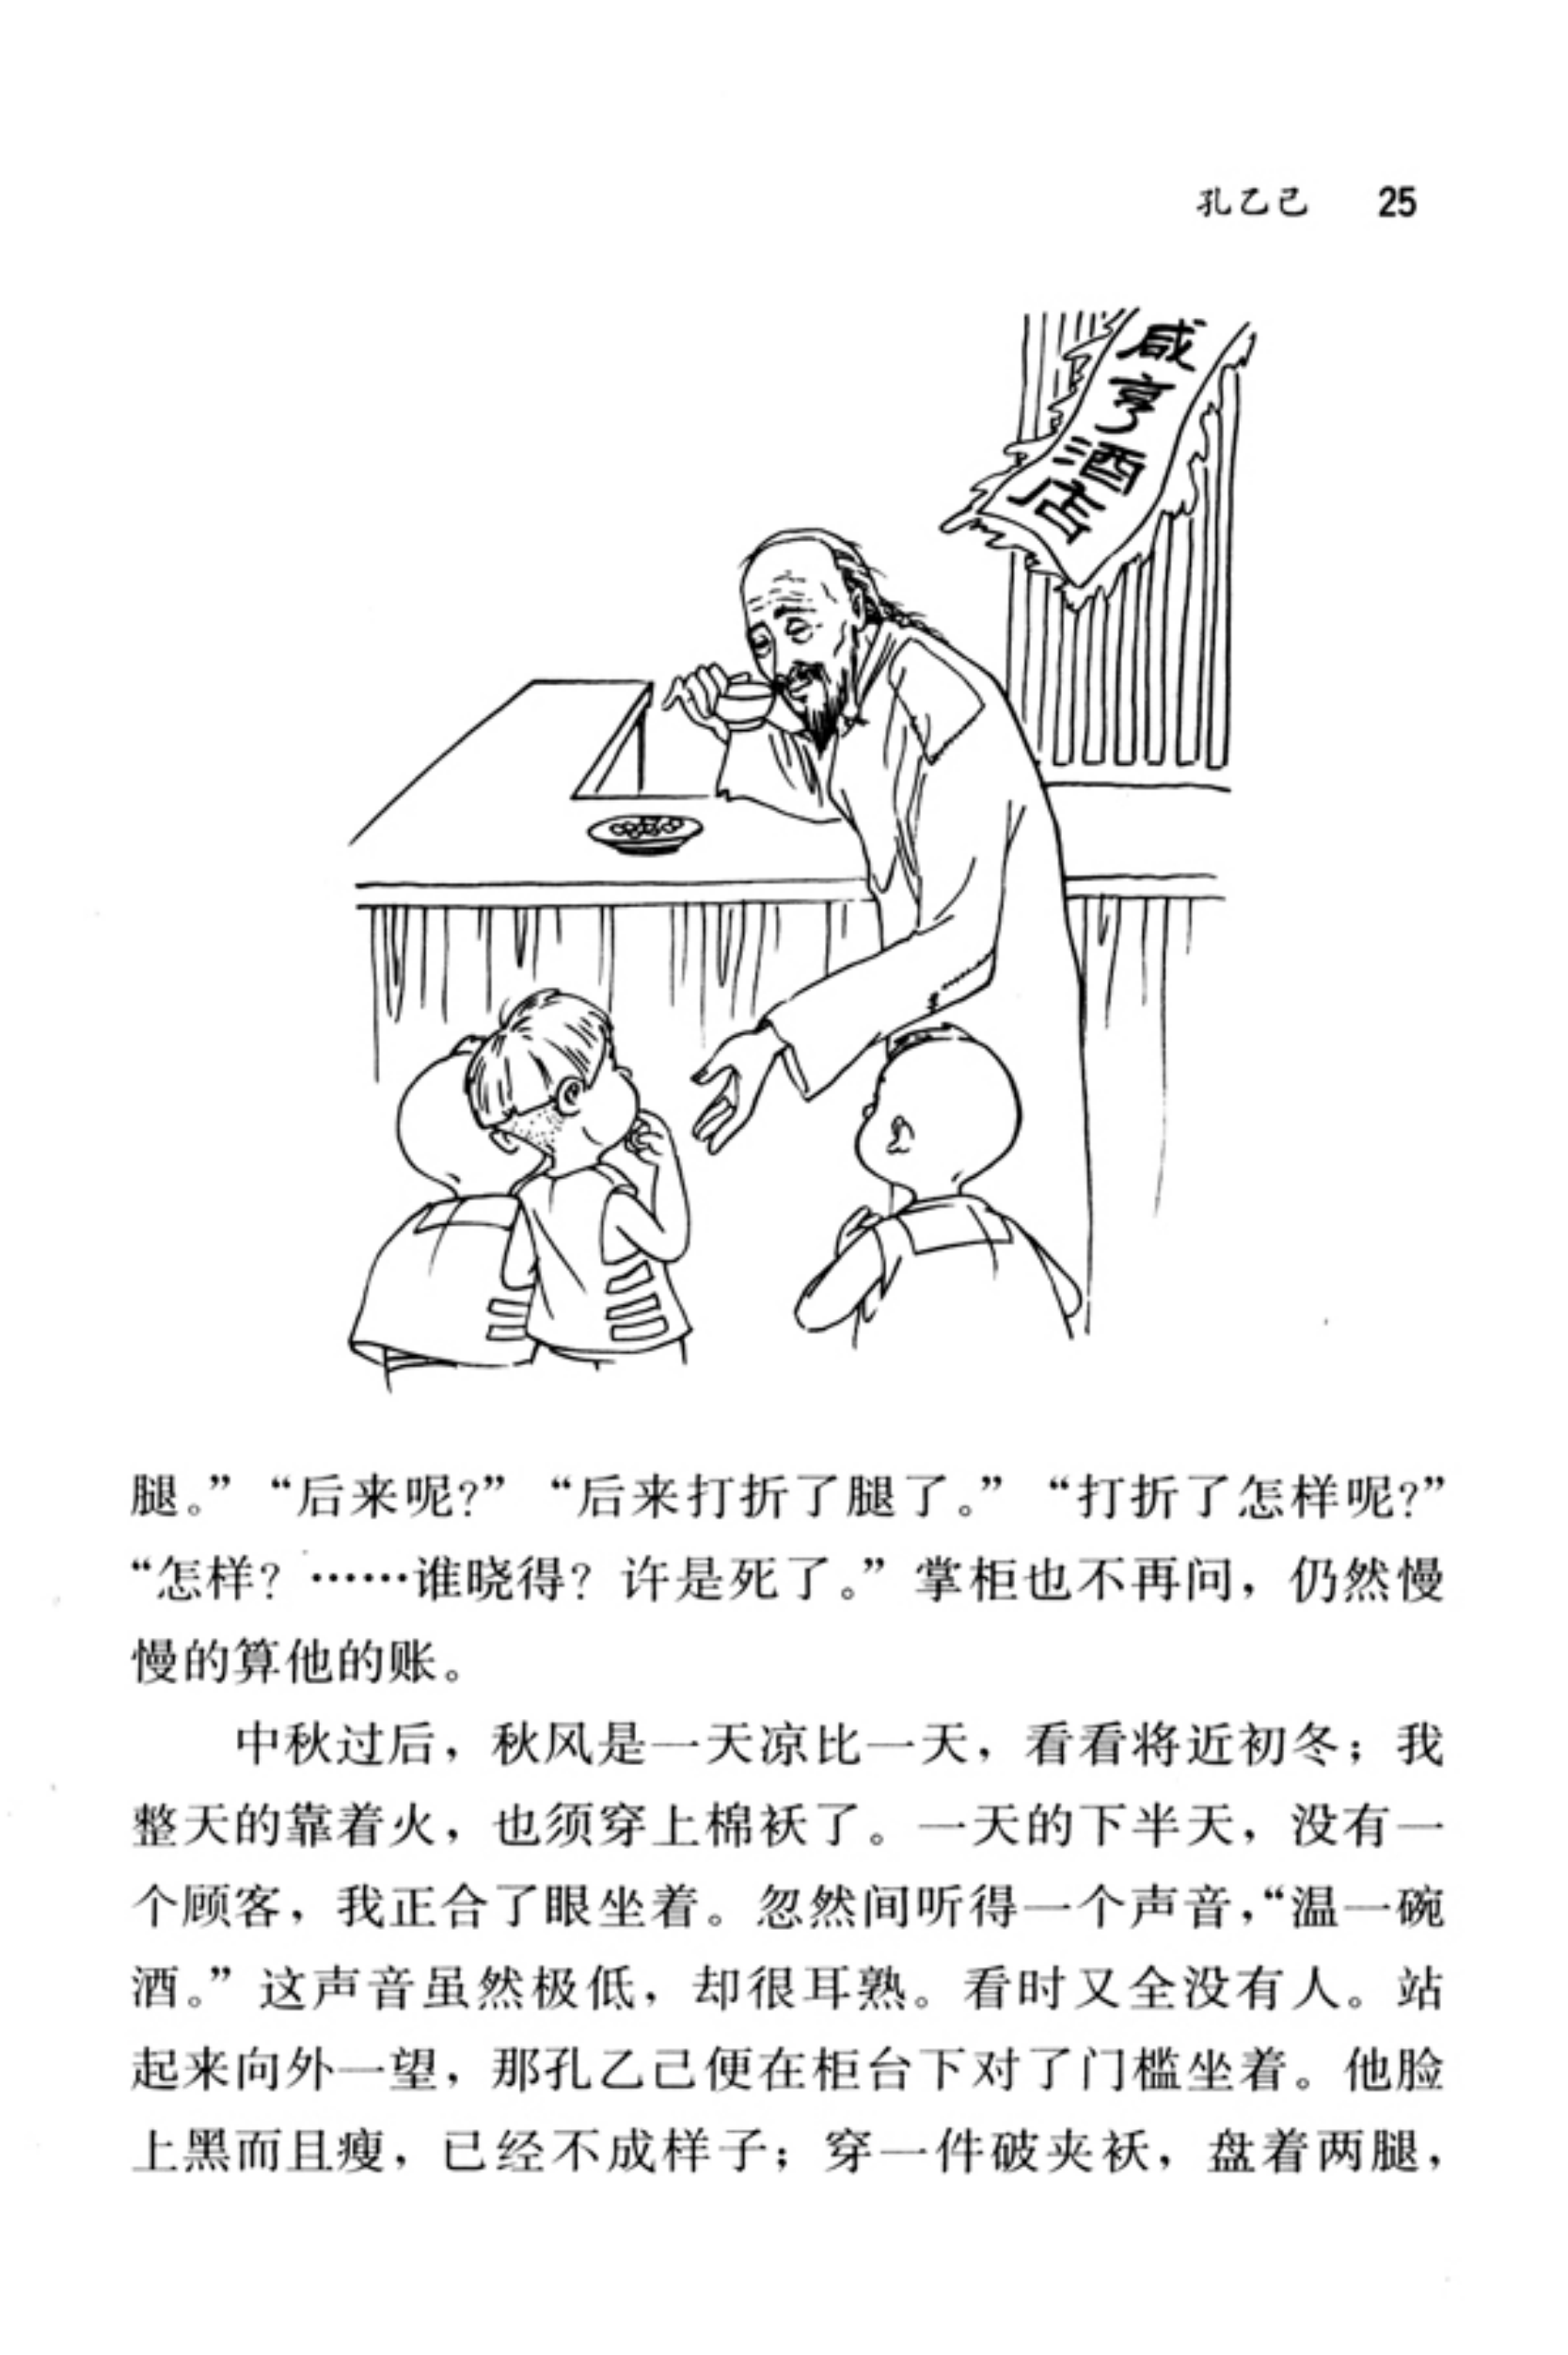 孔乙己 25
咸亨酒店
腿。”“后来呢?”“后来打折了腿了。”“打折了怎样呢?”
“怎样? ……谁晓得? 许是死了。”掌柜也不再问，仍然慢
慢的算他的账。
中秋过后，秋风是一天凉比一天，看看将近初冬；我
整天的靠着火，也须穿上棉袄了。一天的下半天，没有一
个顾客，我正合了眼坐着。忽然间听得一个声音，“温一碗
酒。”这声音虽然极低，却很耳熟。看时又全没有人。站
起来向外一望，那孔乙己便在柜台下对了门槛坐着。他脸
上黑而且瘦，已经不成样子；穿一件破夹袄，盘着两腿，